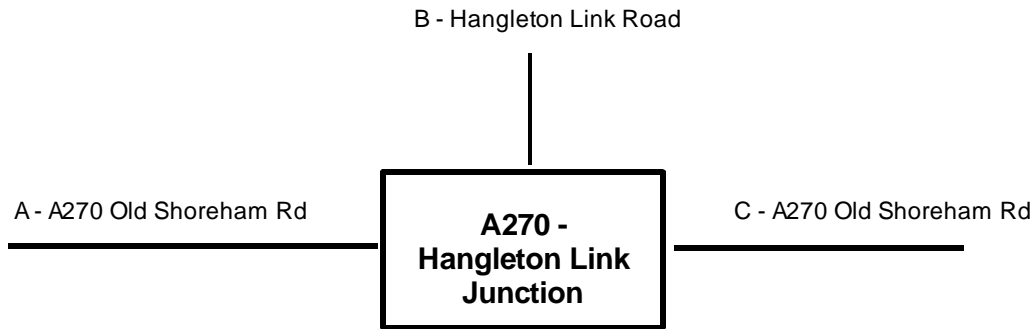 B - Hangleton Link Road
A - A270 Old Shoreham Rd
C - A270 Old Shoreham Rd
A270 -
Hangleton Link
Junction